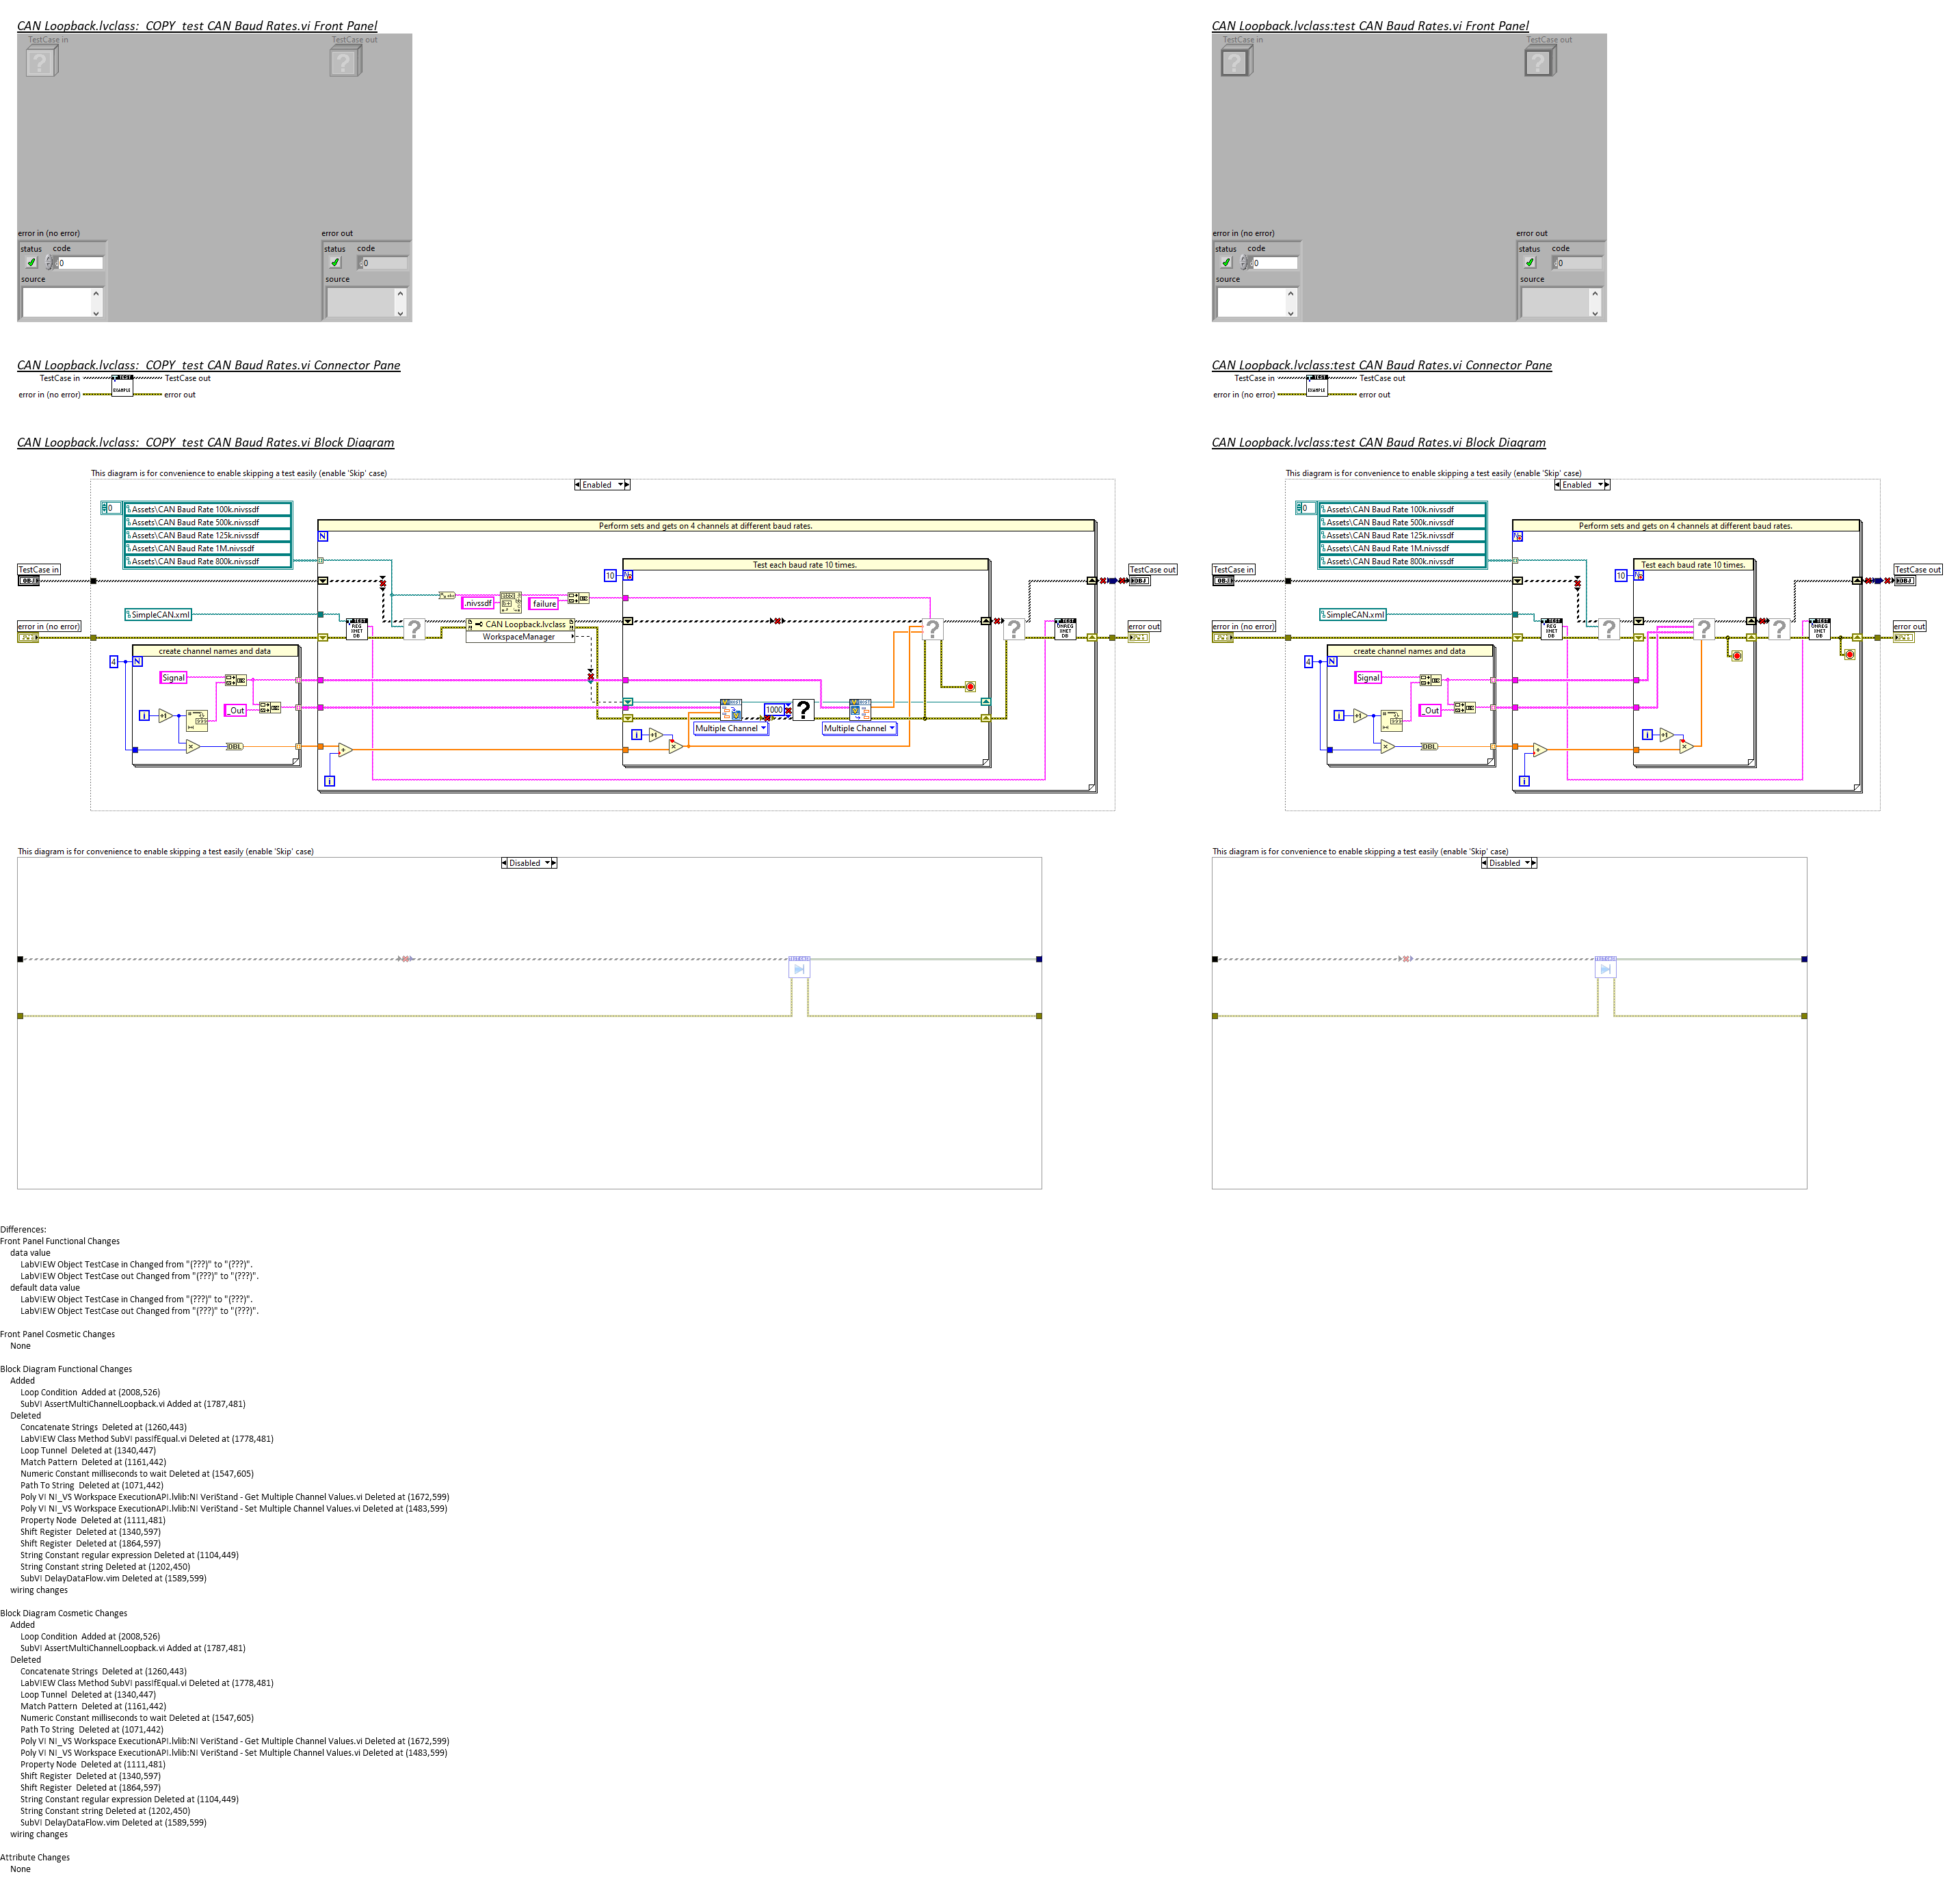 CAN Loopback.lvclass:_COPY_test CAN Baud Rates.vi Front Panel
TestCase in
TestCase out
error in (no error)
error out
status code
status code
0
0
source
source
CAN Loopback.lvclass:_COPY_test CAN Baud Rates.vi Connector Pane
TestCase in
TestCase out
TEST
EXAMPLE
error in (no error)
error out
CAN Loopback.lvclass:_COPY_test CAN Baud Rates.vi Block Diagram
This diagram is for convenience to enable skipping a test easily (enable 'Skip' case)
Enabled
0
Assets\CAN Baud Rate 100k.nivssdf
Assets\CAN Baud Rate 500k.nivssdf
Assets\CAN Baud Rate 125k.nivssdf
Assets\CAN Baud Rate 1M.nivssdf
Assets\CAN Baud Rate 800k.nivssdf
Perform sets and gets on 4 channels at different baud rates.
N
Test each baud rate 10 times.
10
TestCase in
OBJ
TestCase out
OBJ
.nivssdf
failure
SimpleCAN.xml
TEST
REG
XNET
DB
CAN Loopback.lvclass
WorkspaceManager
TEST
UNREG
XNET
DB
error in (no error)
error out
create channel names and data
4
N
Signal
_Out
i
+1
DBL
1000
Multiple Channel
Multiple Channel
i
+1
i
This diagram is for convenience to enable skipping a test easily (enable 'Skip' case)
Disabled
CAN Loopback.lvclass:test CAN Baud Rates.vi Front Panel
TestCase in
TestCase out
error in (no error)
error out
status code
status code
0
0
source
source
CAN Loopback.lvclass:test CAN Baud Rates.vi Connector Pane
TestCase in
TestCase out
TEST
EXAMPLE
error in (no error)
error out
CAN Loopback.lvclass:test CAN Baud Rates.vi Block Diagram
This diagram is for convenience to enable skipping a test easily (enable 'Skip' case)
Enabled
0
Assets\CAN Baud Rate 100k.nivssdf
Assets\CAN Baud Rate 500k.nivssdf
Assets\CAN Baud Rate 125k.nivssdf
Assets\CAN Baud Rate 1M.nivssdf
Assets\CAN Baud Rate 800k.nivssdf
Perform sets and gets on 4 channels at different baud rates.
Test each baud rate 10 times.
10
TestCase in
OBJ
TestCase out
OBJ
SimpleCAN.xml
TEST
REG
XNET
DB
TEST
UNREG
XNET
DB
error in (no error)
error out
create channel names and data
4
N
Signal
_Out
i
+1
DBL
i
+1
i
This diagram is for convenience to enable skipping a test easily (enable 'Skip' case)
Disabled
Differences:
Front Panel Functional Changes
data value
LabVIEW Object TestCase in Changed from "(???)" to "(???)".
LabVIEW Object TestCase out Changed from "(???)" to "(???)".
default data value
LabVIEW Object TestCase in Changed from "(???)" to "(???)".
LabVIEW Object TestCase out Changed from "(???)" to "(???)".
Front Panel Cosmetic Changes
None
Block Diagram Functional Changes
Added
Loop Condition  Added at (2008,526)
SubVI AssertMultiChannelLoopback.vi Added at (1787,481)
Deleted
Concatenate Strings  Deleted at (1260,443)
LabVIEW Class Method SubVI passIfEqual.vi Deleted at (1778,481)
Loop Tunnel  Deleted at (1340,447)
Match Pattern  Deleted at (1161,442)
Numeric Constant milliseconds to wait Deleted at (1547,605)
Path To String  Deleted at (1071,442)
Poly VI NI_VS Workspace ExecutionAPI.lvlib:NI VeriStand - Get Multiple Channel Values.vi Deleted at (1672,599)
Poly VI NI_VS Workspace ExecutionAPI.lvlib:NI VeriStand - Set Multiple Channel Values.vi Deleted at (1483,599)
Property Node  Deleted at (1111,481)
Shift Register  Deleted at (1340,597)
Shift Register  Deleted at (1864,597)
String Constant regular expression Deleted at (1104,449)
String Constant string Deleted at (1202,450)
SubVI DelayDataFlow.vim Deleted at (1589,599)
wiring changes
Block Diagram Cosmetic Changes
Added
Loop Condition  Added at (2008,526)
SubVI AssertMultiChannelLoopback.vi Added at (1787,481)
Deleted
Concatenate Strings  Deleted at (1260,443)
LabVIEW Class Method SubVI passIfEqual.vi Deleted at (1778,481)
Loop Tunnel  Deleted at (1340,447)
Match Pattern  Deleted at (1161,442)
Numeric Constant milliseconds to wait Deleted at (1547,605)
Path To String  Deleted at (1071,442)
Poly VI NI_VS Workspace ExecutionAPI.lvlib:NI VeriStand - Get Multiple Channel Values.vi Deleted at (1672,599)
Poly VI NI_VS Workspace ExecutionAPI.lvlib:NI VeriStand - Set Multiple Channel Values.vi Deleted at (1483,599)
Property Node  Deleted at (1111,481)
Shift Register  Deleted at (1340,597)
Shift Register  Deleted at (1864,597)
String Constant regular expression Deleted at (1104,449)
String Constant string Deleted at (1202,450)
SubVI DelayDataFlow.vim Deleted at (1589,599)
wiring changes
Attribute Changes
None